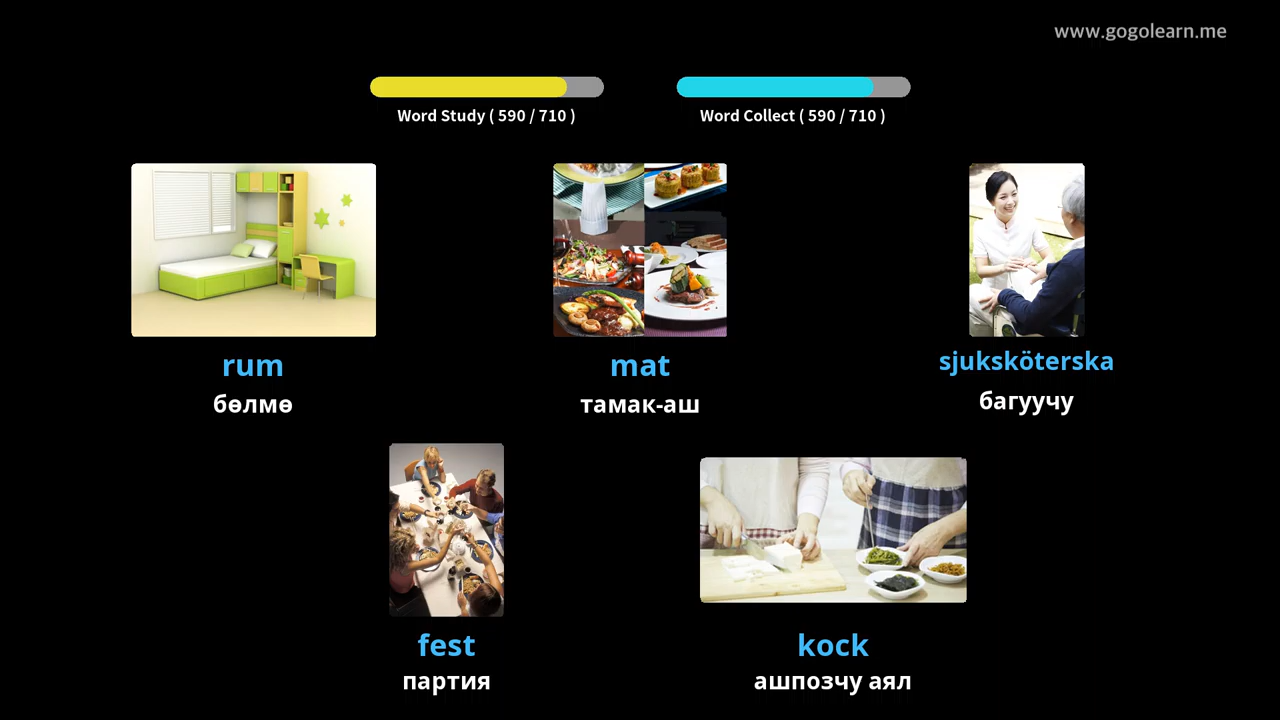 www.gogolearn.me
Word Study ( 590 / 710 )
Word Collect ( 590 / 710 )
rum
бөлмө
mat
тамак-аш
sjuksköterska
багуучу
fest
партия
kock
ашпозчу аял